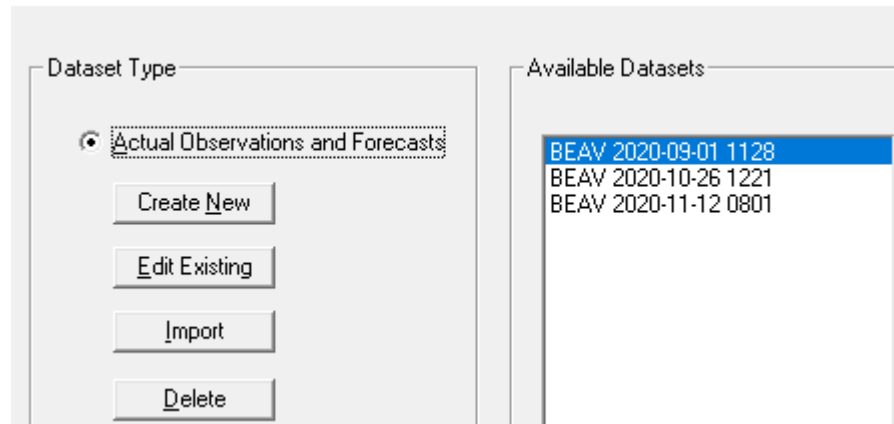 Dataset Type
Actual Observations and Forecasts
Create New
Edit Existing
Import
Delete
Available Datasets
BEAV 2020-09-01 1128
BEAV 2020-10-26 1221
BEAV 2020-11-12 0801